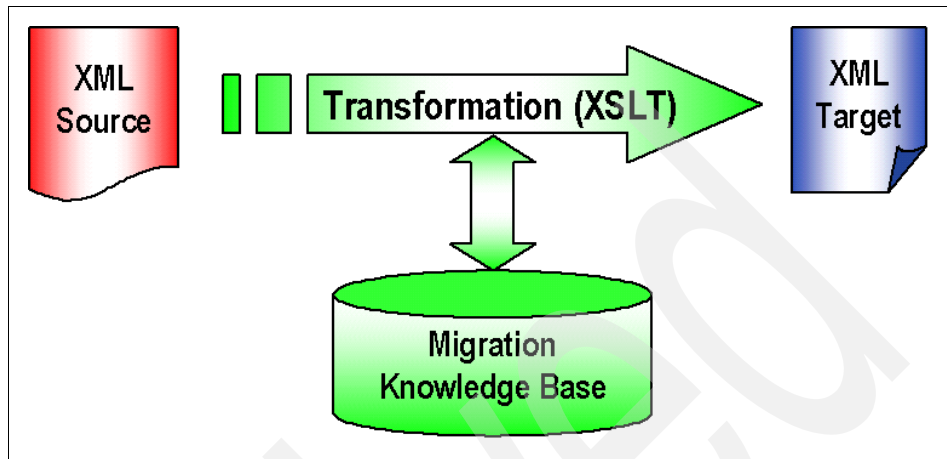 XML
Source
Transformation (XSLT)
XML
Target
Migration
Knowledge Base